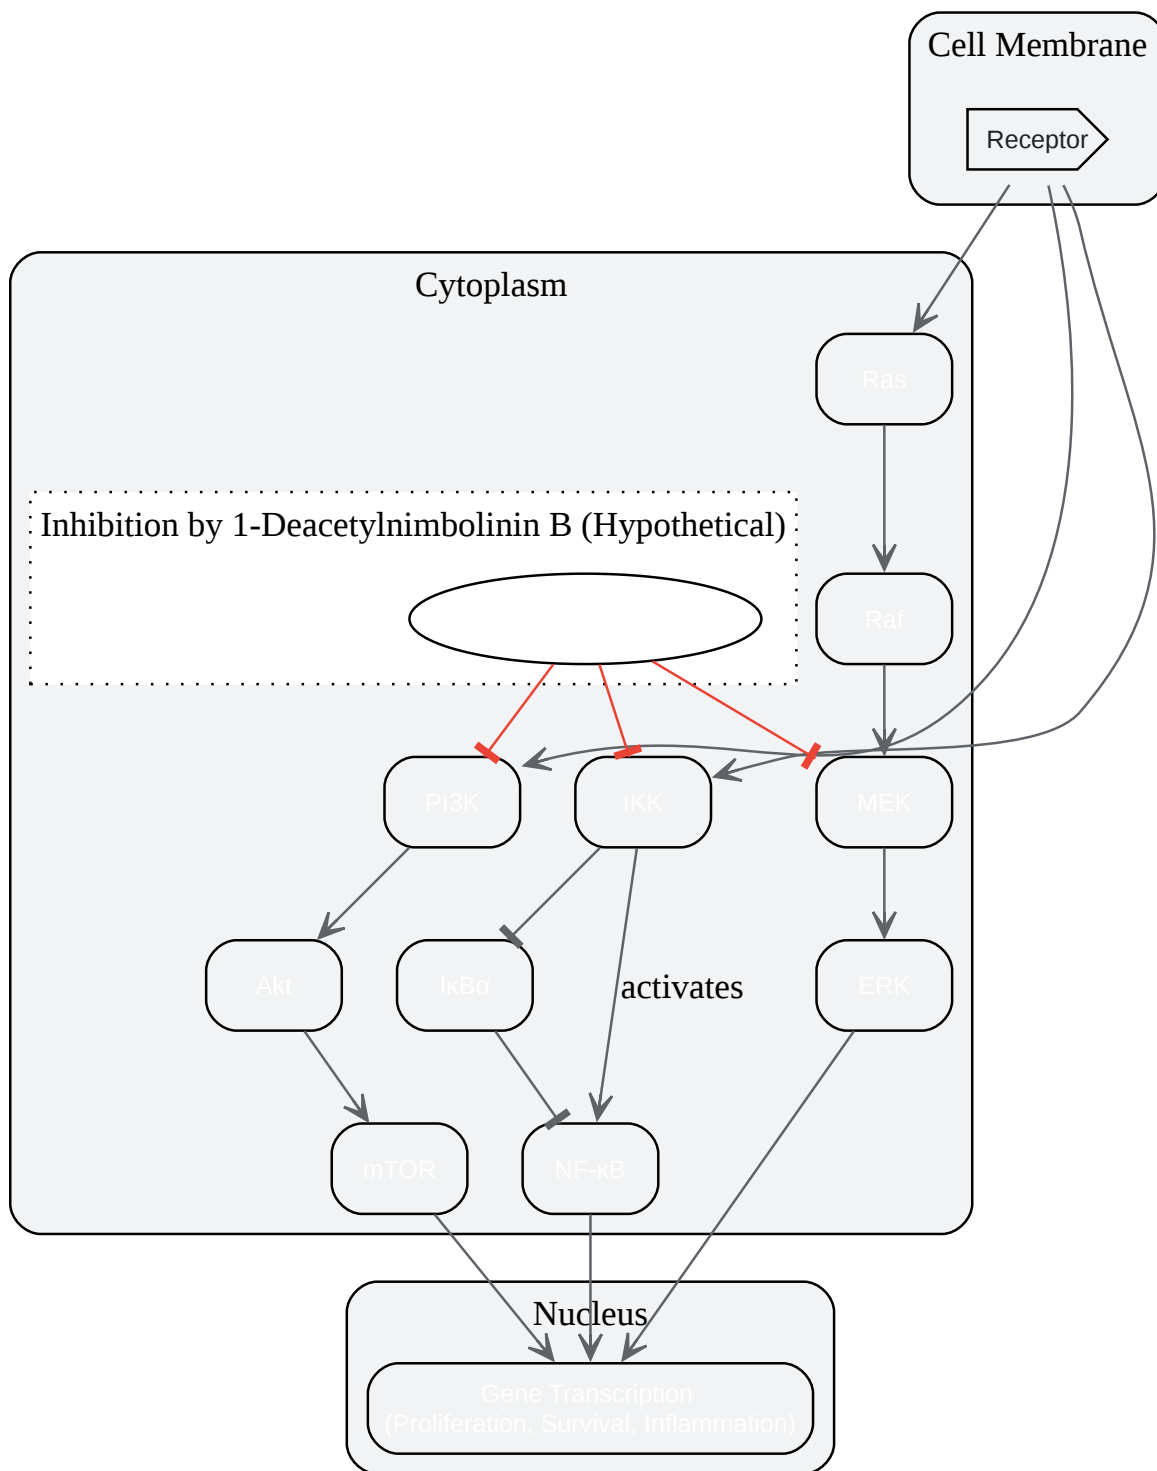 Cell Membrane
Receptor
Cytoplasm
Ras
Inhibition by 1-Deacetylnimbolinin B (Hypothetical)
Raf
PI3K
IKK
MEK
Akt
IκBα
activates
ERK
mTOR
NF-κB
Nucleus
Gene Transcription
(Proliferation, Survival, Inflammation)